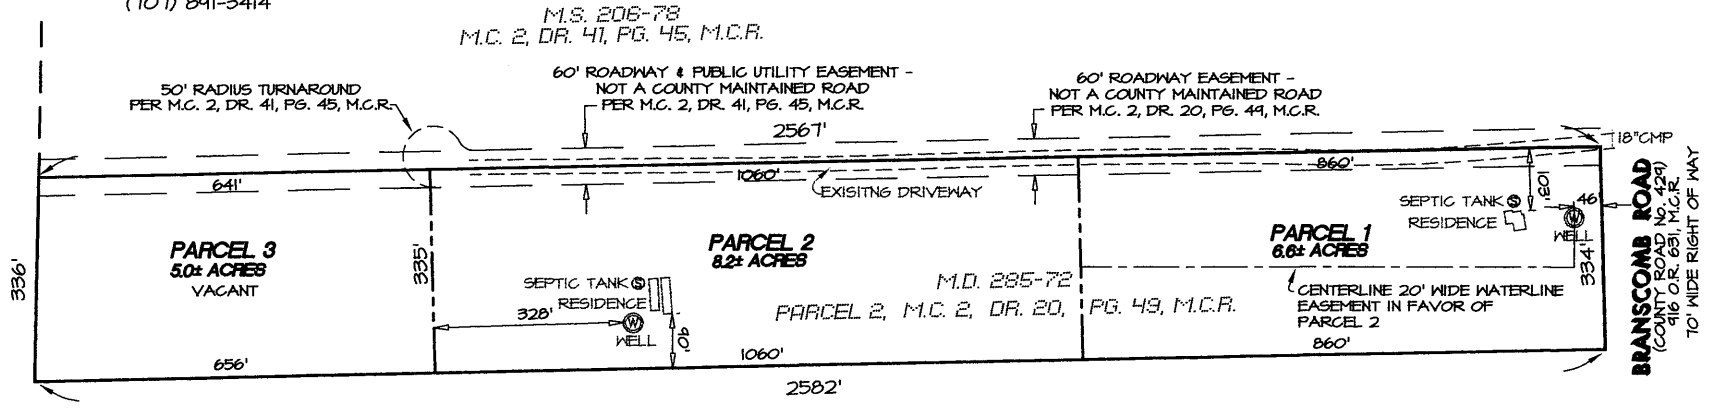 (707) 891-3414
M.S. 206-78
M.C. 2, DR. 41, PG. 45, M.C.R.
50' RADIUS TURNAROUND
PER M.C. 2, DR. 41, PG. 45, M.C.R.
60' ROADWAY & PUBLIC UTILITY EASEMENT -
NOT A COUNTY MAINTAINED ROAD
PER M.C. 2, DR. 41, PG. 45, M.C.R.
60' ROADWAY EASEMENT -
NOT A COUNTY MAINTAINED ROAD
PER M.C. 2, DR. 20, PG. 49, M.C.R.
2567'
18"CMP
641'
1060'
860'
EXISITNG DRIVEWAY
103'
SEPTIC TANK S
RESIDENCE
46'
W
WELL
PARCEL 3
5.0± ACRES
VACANT
336'
335'
PARCEL 2
8.2± ACRES
PARCEL 1
6.6± ACRES
334'
SEPTIC TANK S
RESIDENCE
328'
W
WELL
90'
M.D. 285-72
PARCEL 2, M.C. 2, DR. 20, PG. 49, M.C.R.
CENTERLINE 20' WIDE WATERLINE
EASEMENT IN FAVOR OF
PARCEL 2
656'
1060'
860'
2582'
BRANSCOMB ROAD
(COUNTY ROAD No. 429)
916 O.R. 631, M.C.R.
70' WIDE RIGHT OF WAY